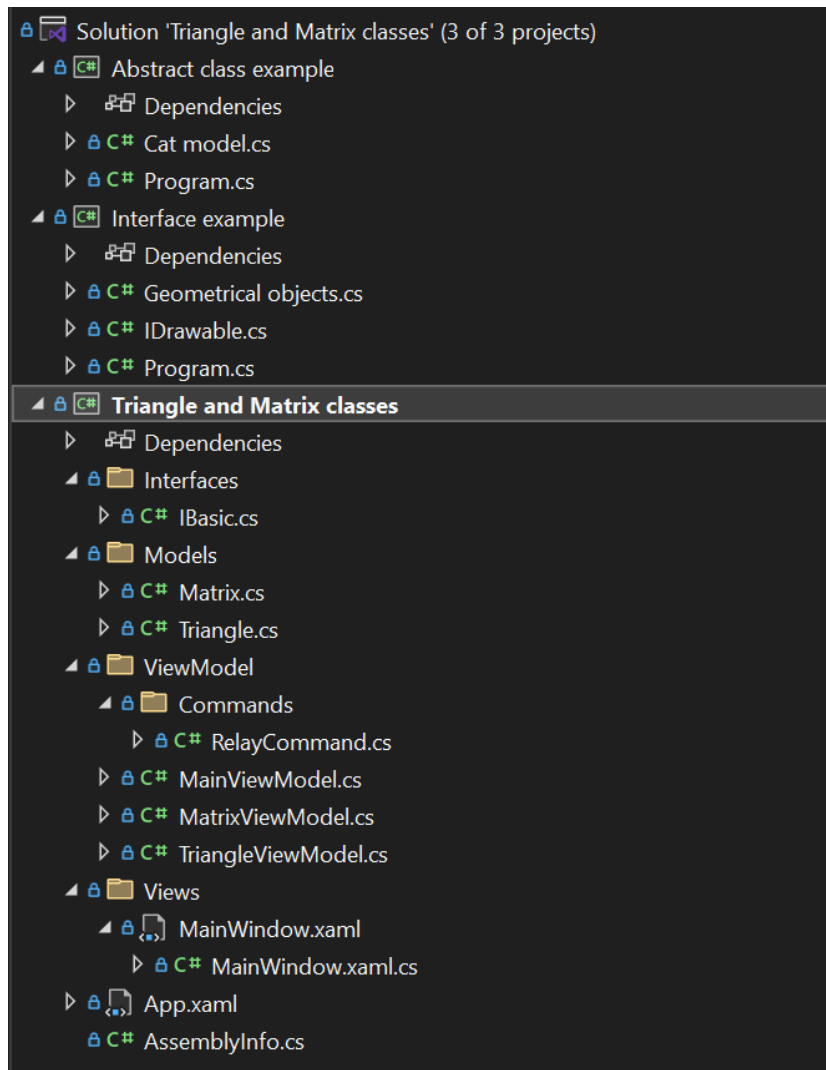 Solution 'Triangle and Matrix classes' (3 of 3 projects)
C# Abstract class example
Dependencies
C# Cat model.cs
C# Program.cs
C# Interface example
Dependencies
C# Geometrical objects.cs
C# IDrawable.cs
C# Program.cs
C# Triangle and Matrix classes
Dependencies
Interfaces
C# IBasic.cs
Models
C# Matrix.cs
C# Triangle.cs
ViewModel
Commands
C# RelayCommand.cs
C# MainViewModel.cs
C# MatrixViewModel.cs
C# TriangleViewModel.cs
Views
MainWindow.xaml
C# MainWindow.xaml.cs
App.xaml
C# AssemblyInfo.cs